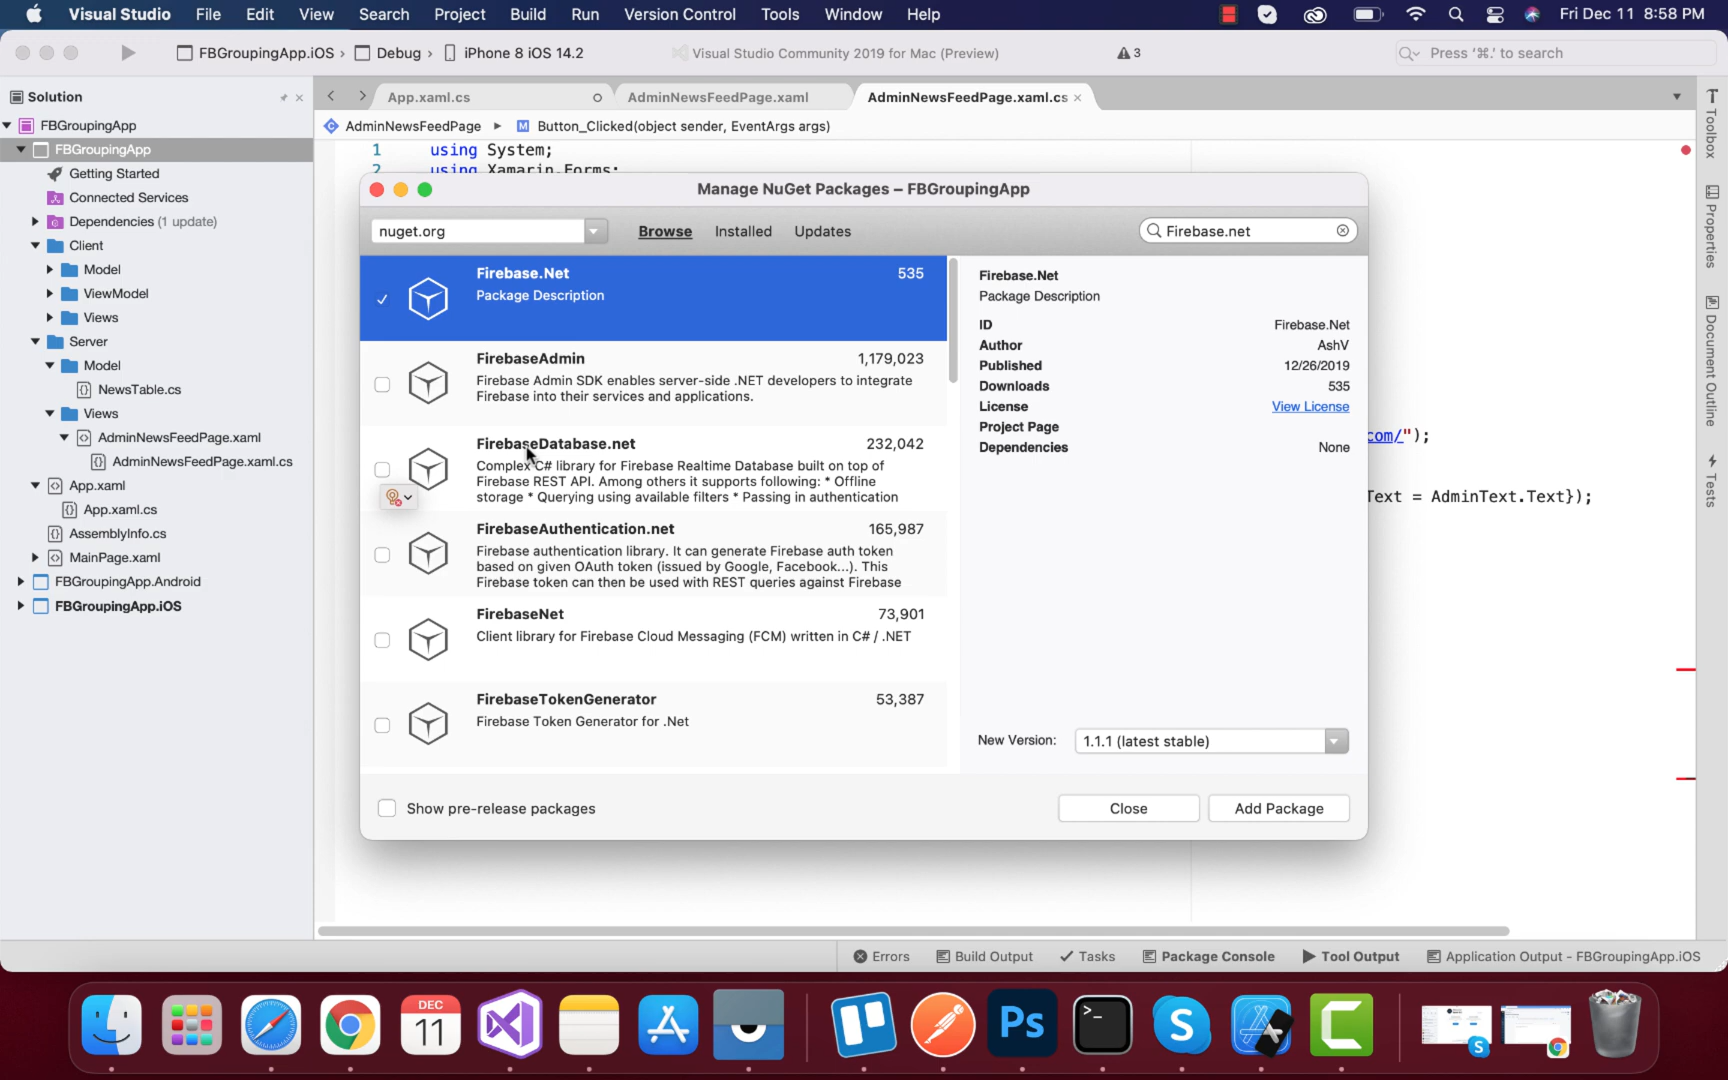 Visual Studio File Edit View Search Project Build Run Version Control Tools Window Help Fri Dec 11 8:58 PM
FBGroupingApp.iOS › Debug › iPhone 8 iOS 14.2 Visual Studio Community 2019 for Mac (Preview) 3 Press ‘⌘.’ to search
Solution
App.xaml.cs AdminNewsFeedPage.xaml AdminNewsFeedPage.xaml.cs
AdminNewsFeedPage ▸ M Button_Clicked(object sender, EventArgs args)
FBGroupingApp
FBGroupingApp
Getting Started
Connected Services
Dependencies (1 update)
Client
Model
ViewModel
Views
Server
Model
NewsTable.cs
Views
AdminNewsFeedPage.xaml
AdminNewsFeedPage.xaml.cs
App.xaml
App.xaml.cs
AssemblyInfo.cs
MainPage.xaml
FBGroupingApp.Android
FBGroupingApp.iOS
1 using System;
2 using Xamarin.Forms;
com/");
Text = AdminText.Text});
Manage NuGet Packages – FBGroupingApp
nuget.org Browse Installed Updates Firebase.net
Firebase.Net 535
Package Description
FirebaseAdmin 1,179,023
Firebase Admin SDK enables server-side .NET developers to integrate
Firebase into their services and applications.
FirebaseDatabase.net 232,042
Complex C# library for Firebase Realtime Database built on top of
Firebase REST API. Among others it supports following: * Offline
storage * Querying using available filters * Passing in authentication
FirebaseAuthentication.net 165,987
Firebase authentication library. It can generate Firebase auth token
based on given OAuth token (issued by Google, Facebook...). This
Firebase token can then be used with REST queries against Firebase
FirebaseNet 73,901
Client library for Firebase Cloud Messaging (FCM) written in C# / .NET
FirebaseTokenGenerator 53,387
Firebase Token Generator for .Net
Firebase.Net
Package Description
ID Firebase.Net
Author AshV
Published 12/26/2019
Downloads 535
License View License
Project Page
Dependencies None
New Version: 1.1.1 (latest stable)
Show pre-release packages Close Add Package
Toolbox
Properties
Document Outline
Tests
Errors Build Output Tasks Package Console Tool Output Application Output - FBGroupingApp.iOS
DEC
11
Ps
>_
S
C
S